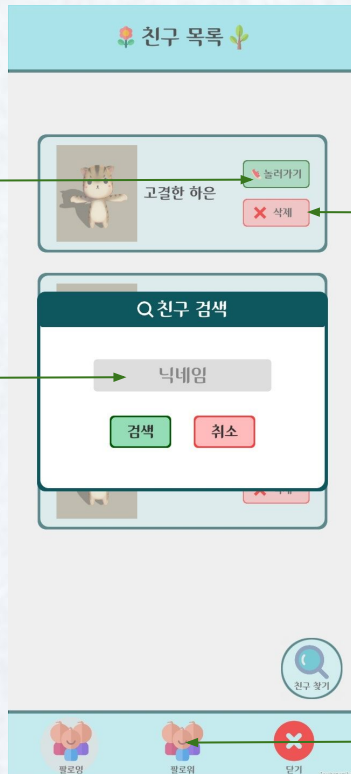 친구 목록
고결한 하은
놀러가기
삭제
친구 검색
닉네임
검색
취소
친구 찾기
팔로잉
팔로워
닫기